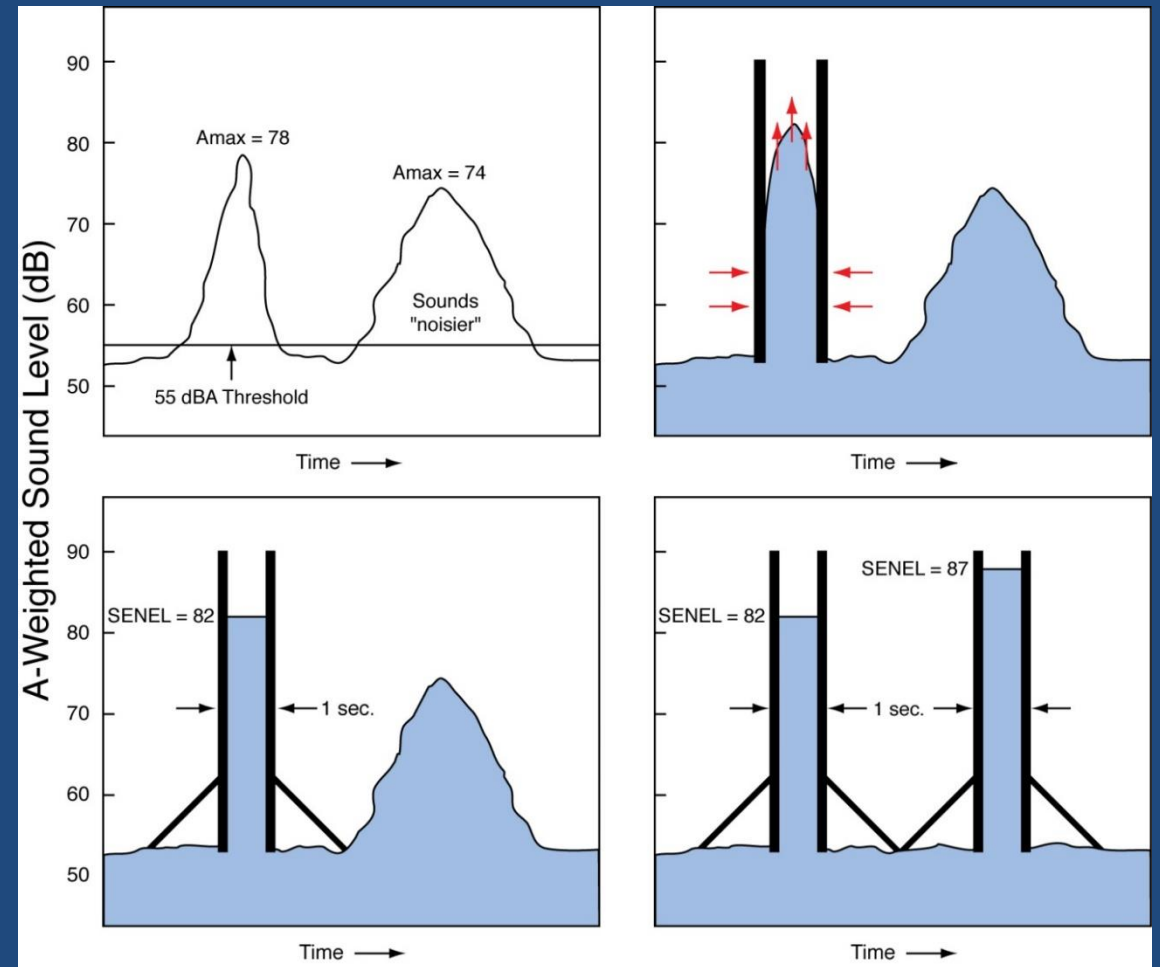 A-Weighted Sound Level (dB)
90
80
70
60
50
Amax = 78
Amax = 74
Sounds
"noisier"
55 dBA Threshold
Time
Time
90
80
70
60
50
SENEL = 82
1 sec.
Time
SENEL = 87
SENEL = 82
1 sec.
Time